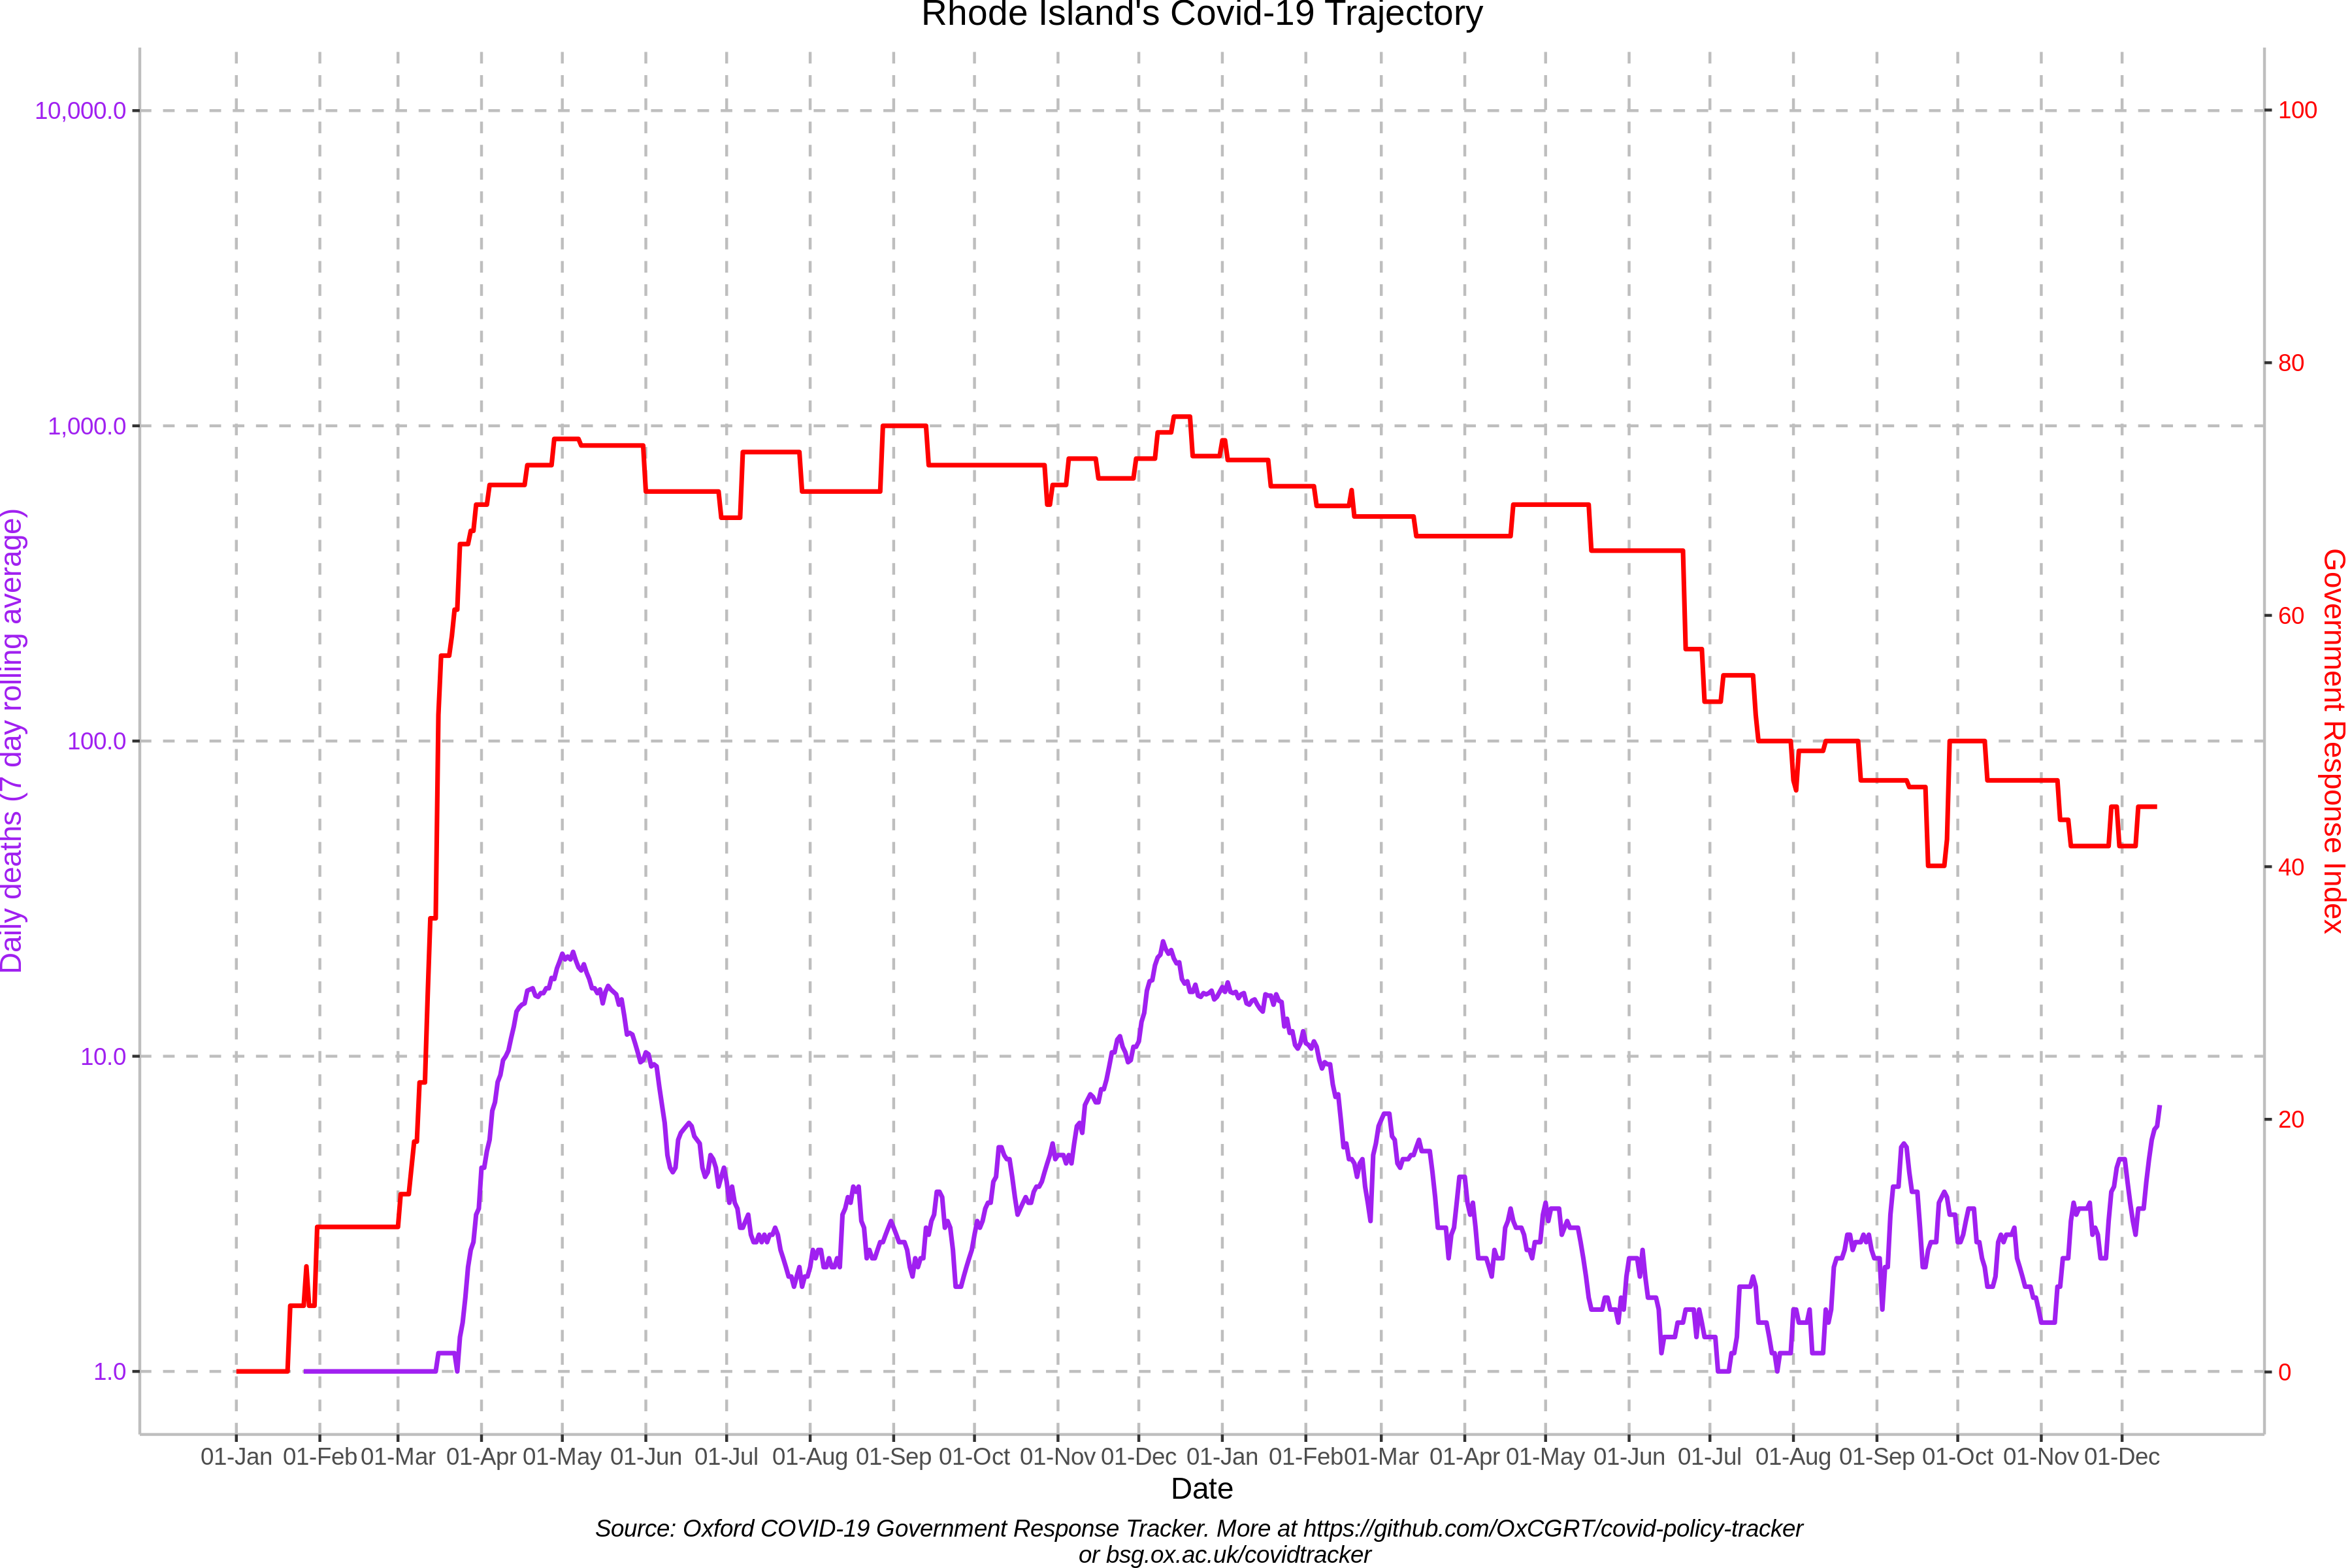 Rhode Island's Covid-19 Trajectory
10,000.0
1,000.0
100.0
10.0
1.0
Daily deaths (7 day rolling average)
100
80
60
40
20
0
Government Response Index
01-Jan 01-Feb 01-Mar 01-Apr 01-May 01-Jun 01-Jul 01-Aug 01-Sep 01-Oct 01-Nov 01-Dec 01-Jan 01-Feb 01-Mar 01-Apr 01-May 01-Jun 01-Jul 01-Aug 01-Sep 01-Oct 01-Nov 01-Dec
Date
Source: Oxford COVID-19 Government Response Tracker. More at https://github.com/OxCGRT/covid-policy-tracker
or bsg.ox.ac.uk/covidtracker